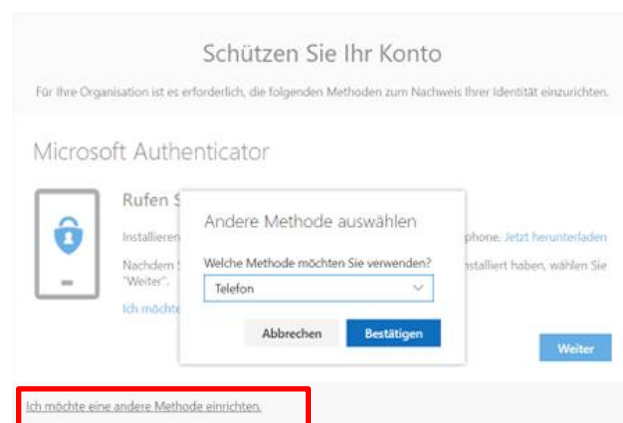 Schützen Sie Ihr Konto
Für Ihre Organisation ist es erforderlich, die folgenden Methoden zum Nachweis Ihrer Identität einzurichten.
Microsoft Authenticator
Rufen S
Installieren
phone. Jetzt herunterladen
Nachdem
installiert haben, wählen Sie
"Weiter".
Ich möchte
Andere Methode auswählen
Welche Methode möchten Sie verwenden?
Telefon
Abbrechen Bestätigen
Weiter
Ich möchte eine andere Methode einrichten.